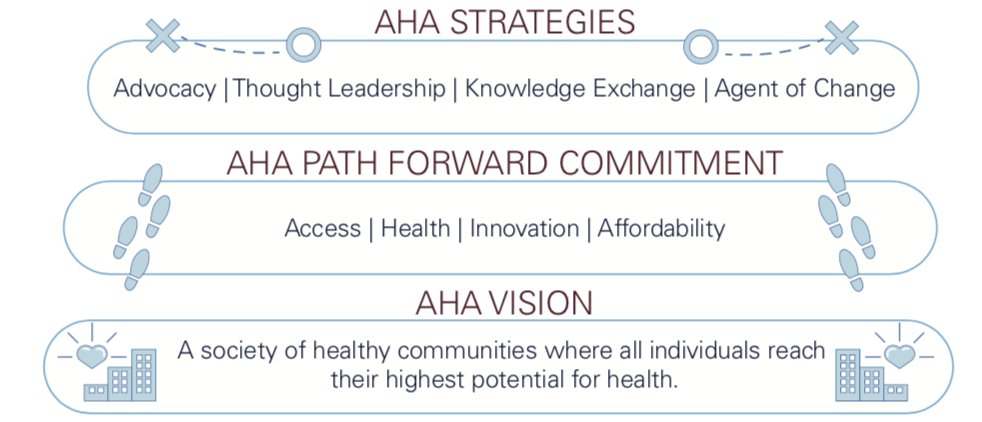 AHA STRATEGIES
Advocacy | Thought Leadership | Knowledge Exchange | Agent of Change
AHA PATH FORWARD COMMITMENT
Access | Health | Innovation | Affordability
AHA VISION
A society of healthy communities where all individuals reach
their highest potential for health.